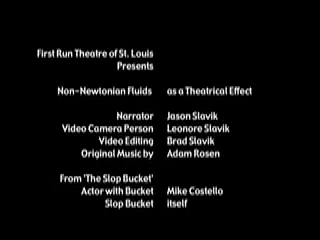 First Run Theatre of St. Louis
Presents
Non-Newtonian Fluids as a Theatrical Effect
Narrator Jason Slavik
Video Camera Person Leonore Slavik
Video Editing Brad Slavik
Original Music by Adam Rosen
From 'The Slop Bucket'
Actor with Bucket Mike Costello
Slop Bucket itself